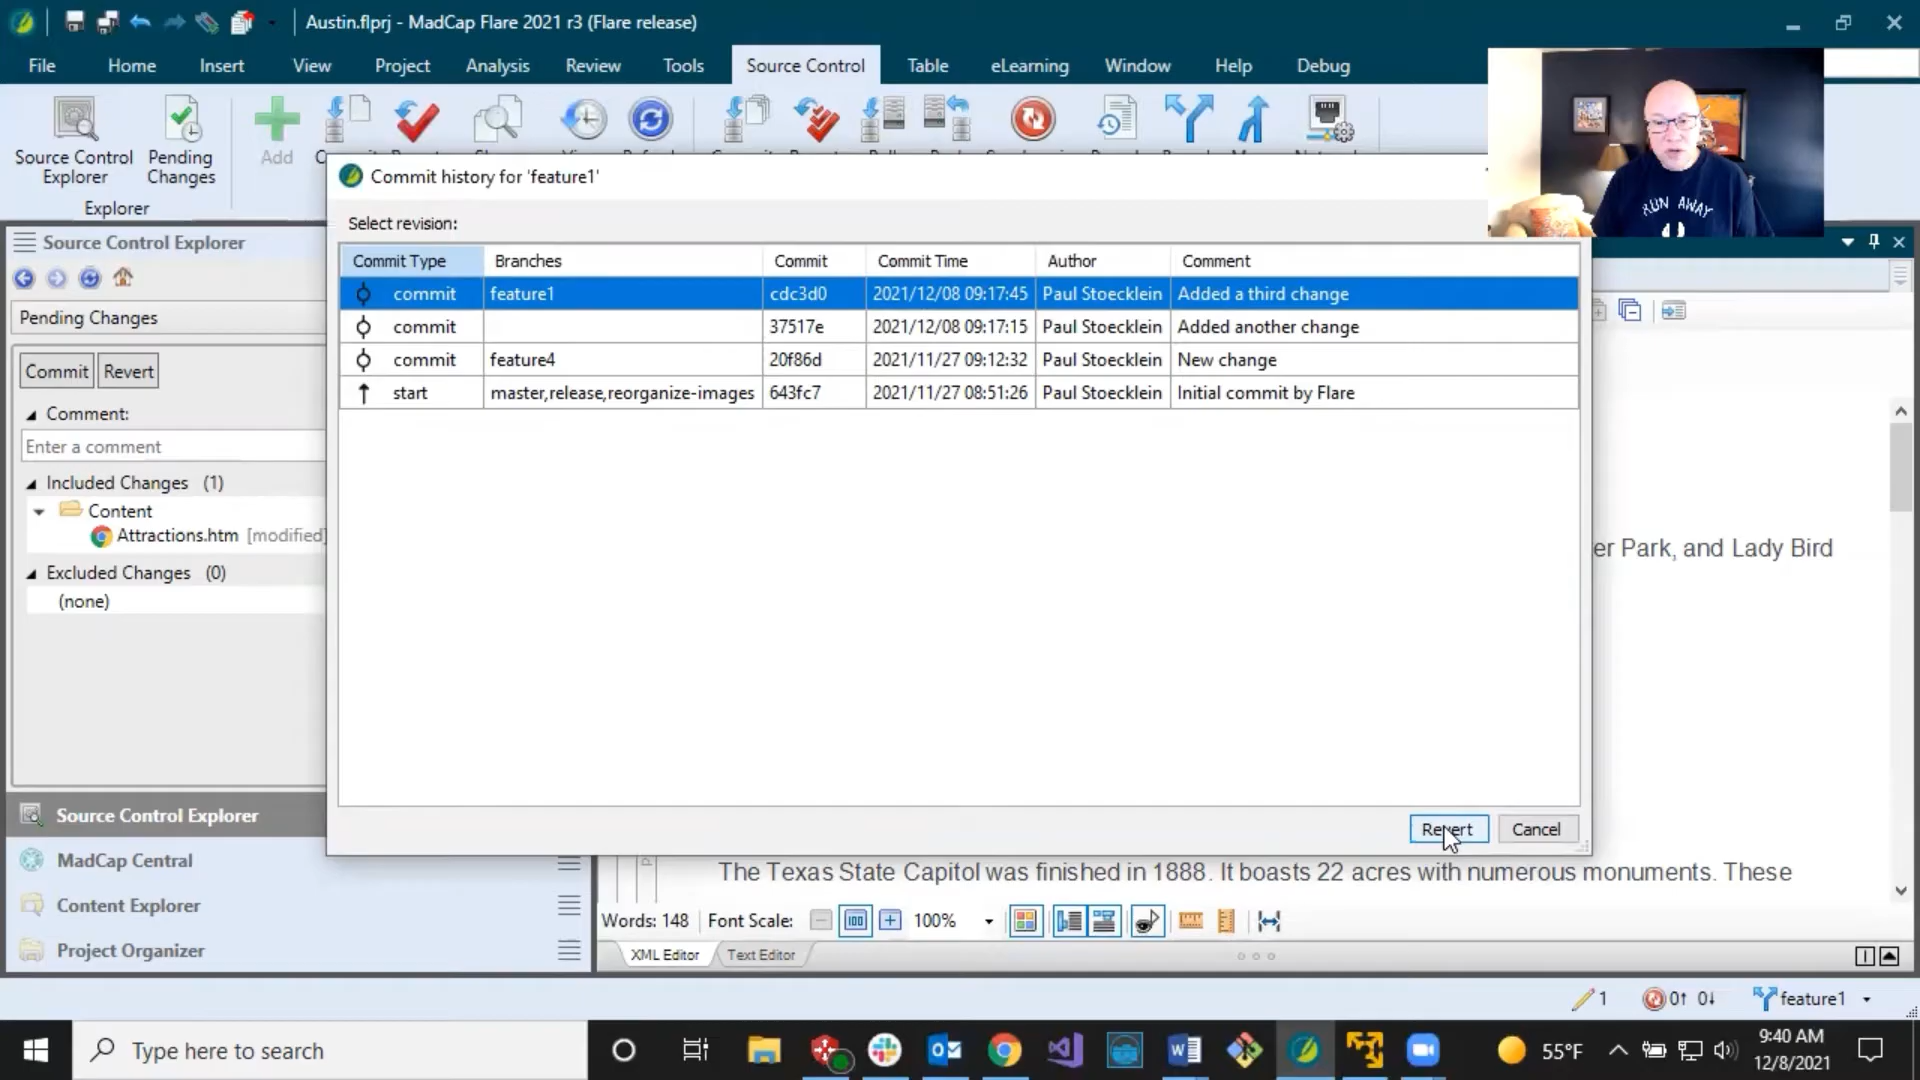 Austin.flprj - MadCap Flare 2021 r3 (Flare release)
File Home Insert View Project Analysis Review Tools Source Control Table eLearning Window Help Debug
Source Control Explorer
Pending Changes
Add
Explorer
RUN AWAY
Commit history for 'feature1'
Select revision:
Commit Type Branches Commit Commit Time Author Comment
commit feature1 cdc3d0 2021/12/08 09:17:45 Paul Stoecklein Added a third change
commit 37517e 2021/12/08 09:17:15 Paul Stoecklein Added another change
commit feature4 20f86d 2021/11/27 09:12:32 Paul Stoecklein New change
start master,release,reorganize-images 643fc7 2021/11/27 08:51:26 Paul Stoecklein Initial commit by Flare
Revert Cancel
Source Control Explorer
Pending Changes
Commit Revert
Comment:
Enter a comment
Included Changes (1)
Content
Attractions.htm [modified]
Excluded Changes (0)
(none)
Source Control Explorer
MadCap Central
Content Explorer
Project Organizer
er Park, and Lady Bird
The Texas State Capitol was finished in 1888. It boasts 22 acres with numerous monuments. These
Words: 148 Font Scale: 100%
XML Editor Text Editor
1 0↑ 0↓ feature1
Type here to search
55°F
9:40 AM
12/8/2021